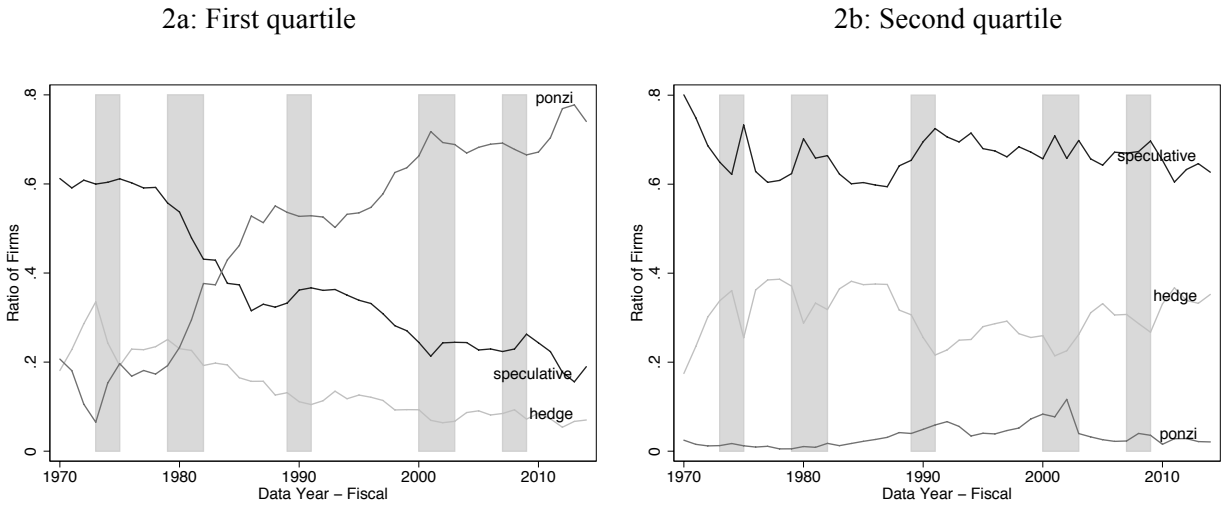 2a: First quartile
2b: Second quartile
Ratio of Firms
.8
.6
.4
.2
0
ponzi
speculative
hedge
1970
1980
1990
2000
2010
Data Year – Fiscal
Ratio of Firms
.8
.6
.4
.2
0
speculative
hedge
ponzi
1970
1980
1990
2000
2010
Data Year – Fiscal